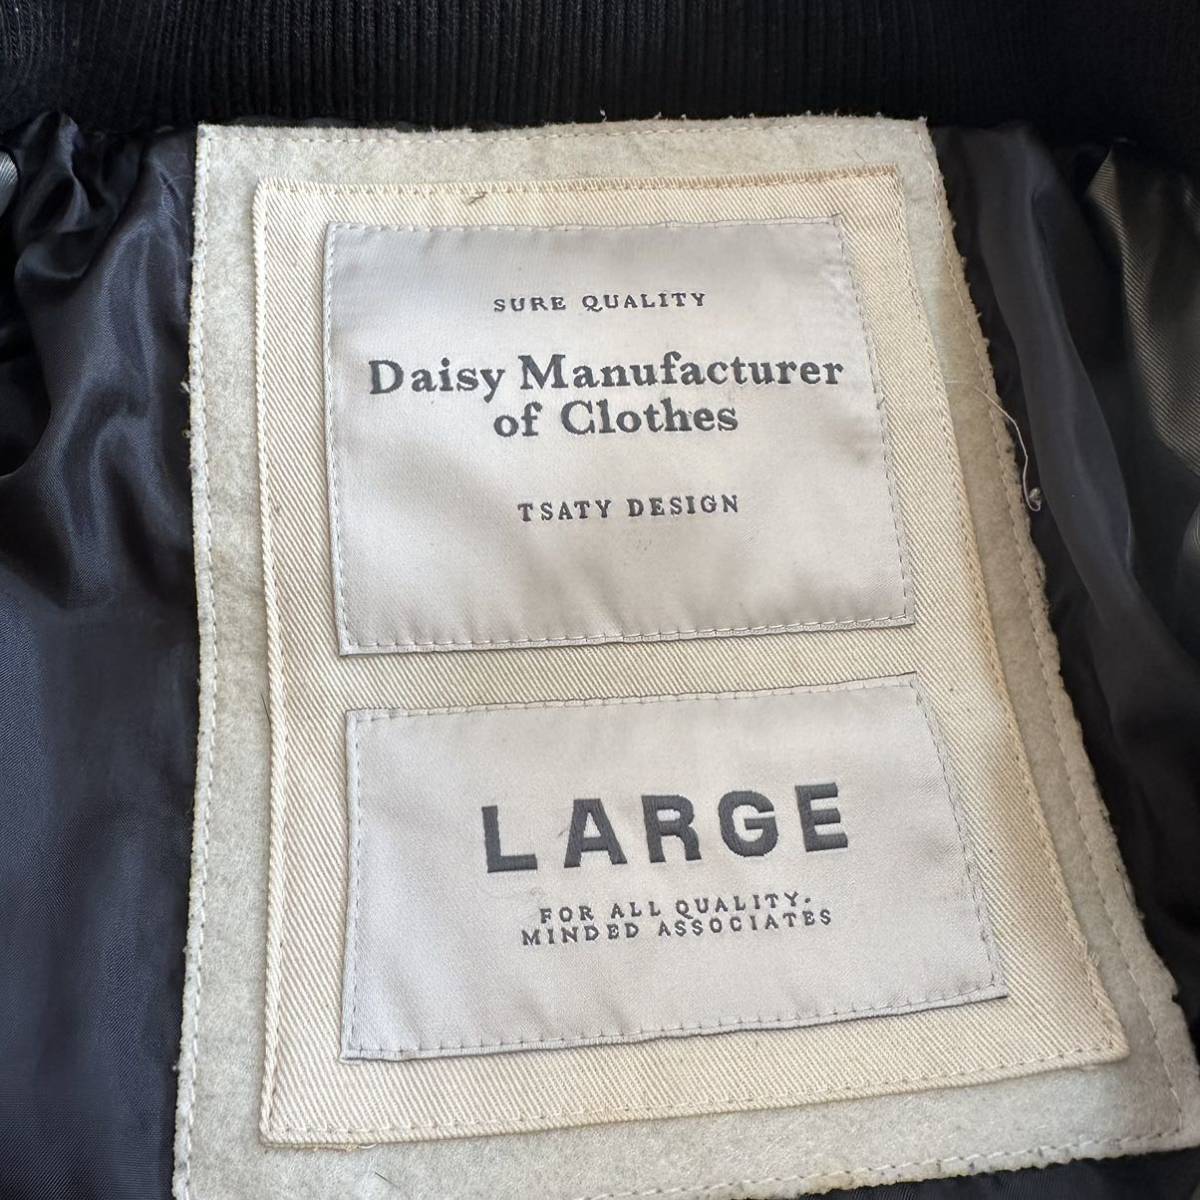 SURE QUALITY
Daisy Manufacturer
of Clothes
TSATY DESIGN
LARGE
FOR ALL QUALITY.
MINDED ASSOCIATES